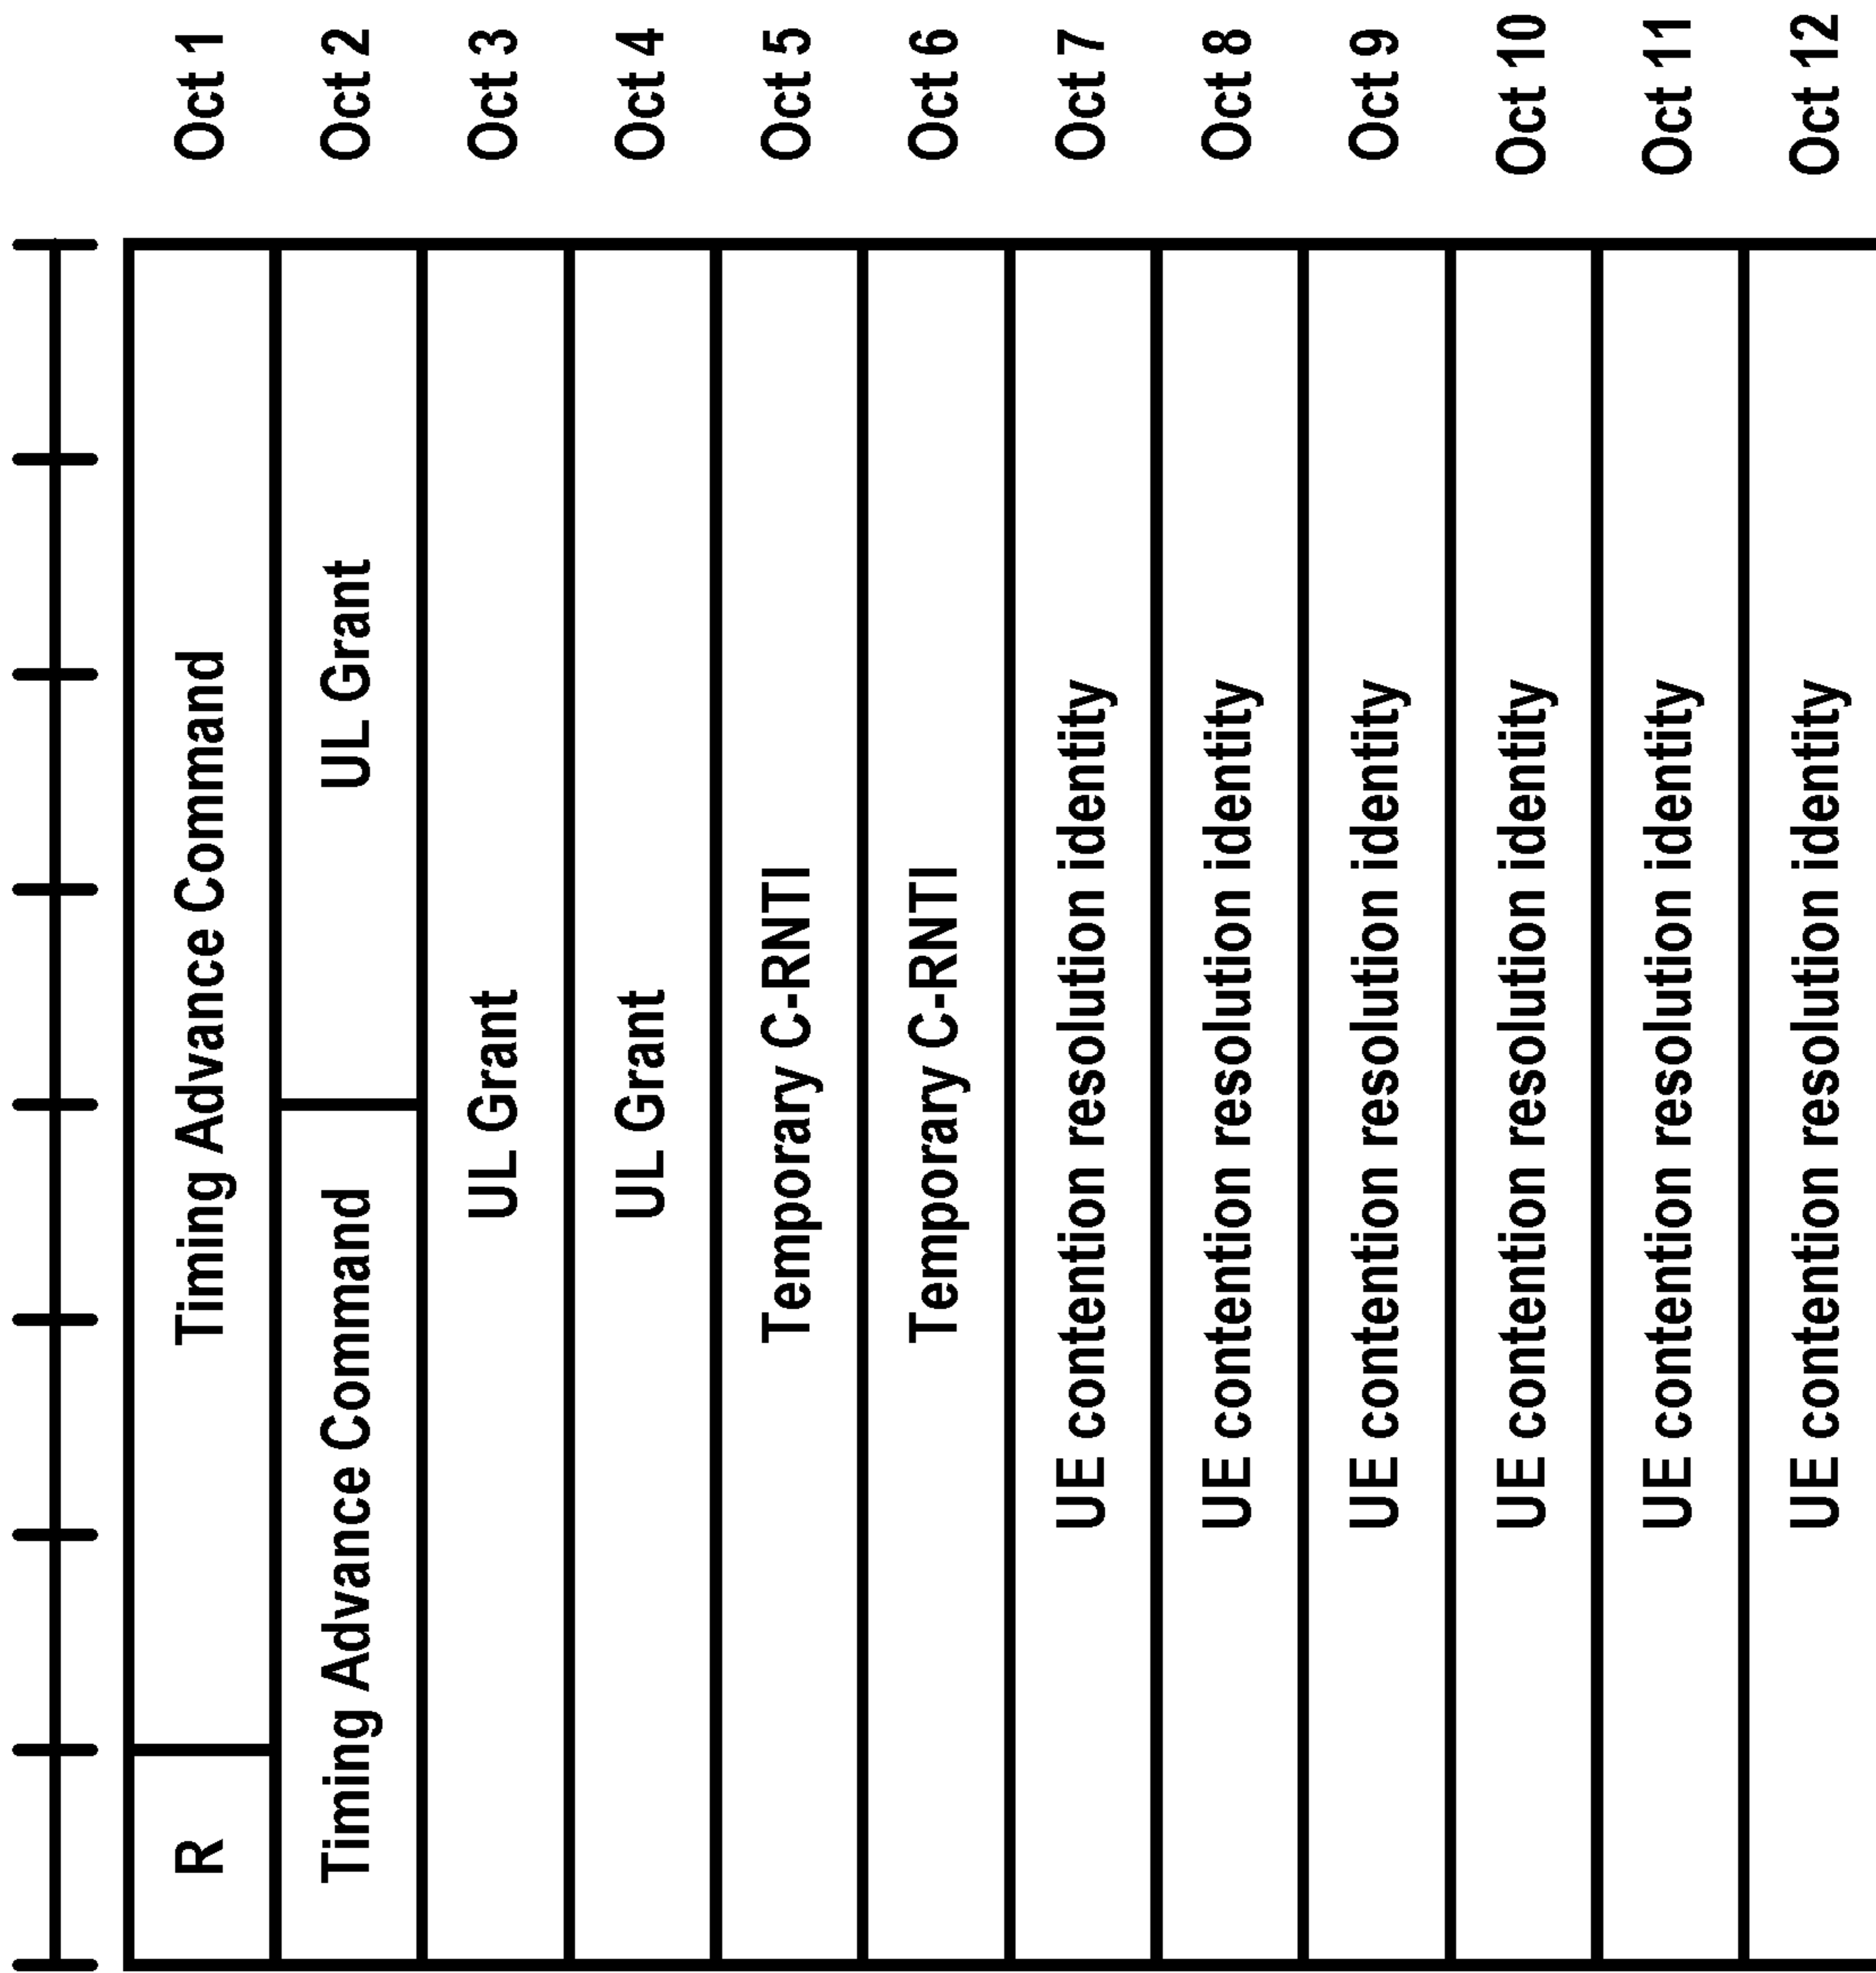 R Timing Advance Command Oct 1
Timing Advance Command UL Grant Oct 2
UL Grant Oct 3
UL Grant Oct 4
Temporary C-RNTI Oct 5
Temporary C-RNTI Oct 6
UE contention resolution identity Oct 7
UE contention resolution identity Oct 8
UE contention resolution identity Oct 9
UE contention resolution identity Oct 10
UE contention resolution identity Oct 11
UE contention resolution identity Oct 12